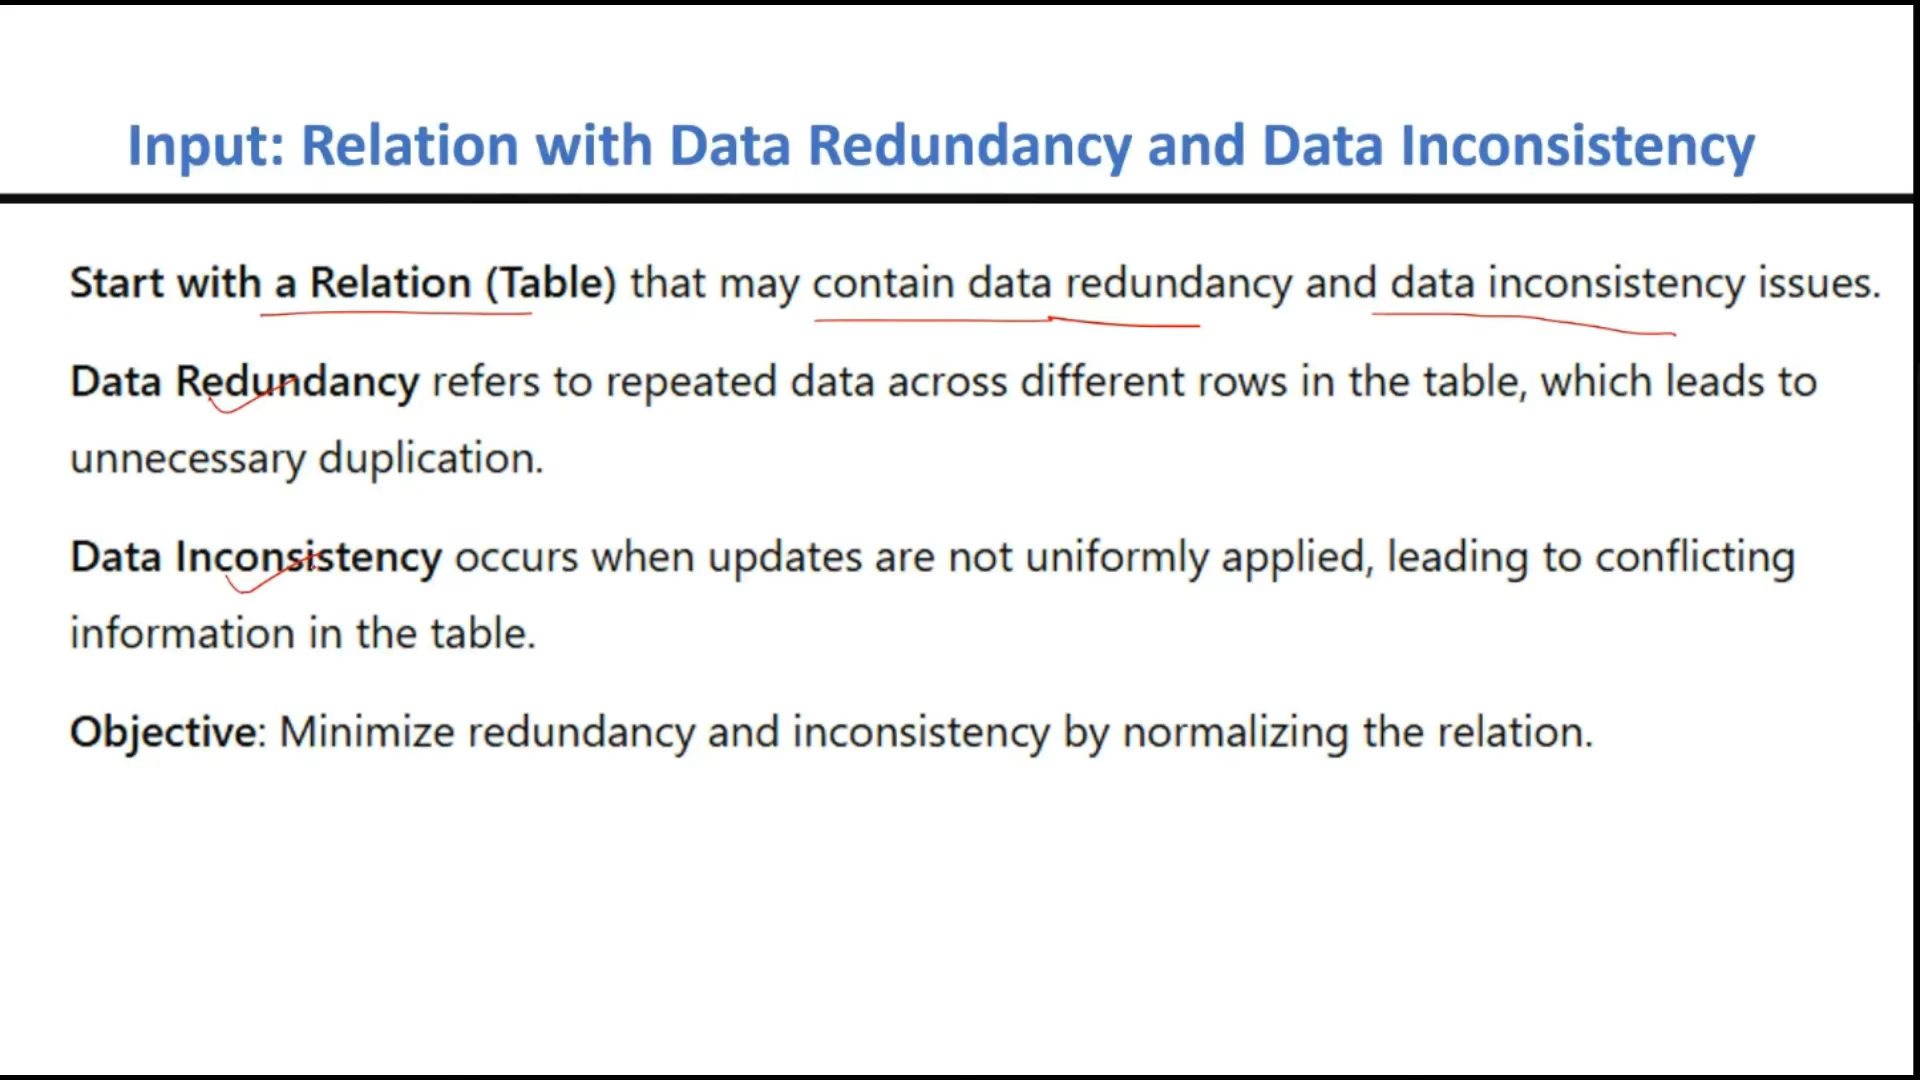 Input: Relation with Data Redundancy and Data Inconsistency
Start with a Relation (Table) that may contain data redundancy and data inconsistency issues.
Data Redundancy refers to repeated data across different rows in the table, which leads to
unnecessary duplication.
Data Inconsistency occurs when updates are not uniformly applied, leading to conflicting
information in the table.
Objective: Minimize redundancy and inconsistency by normalizing the relation.